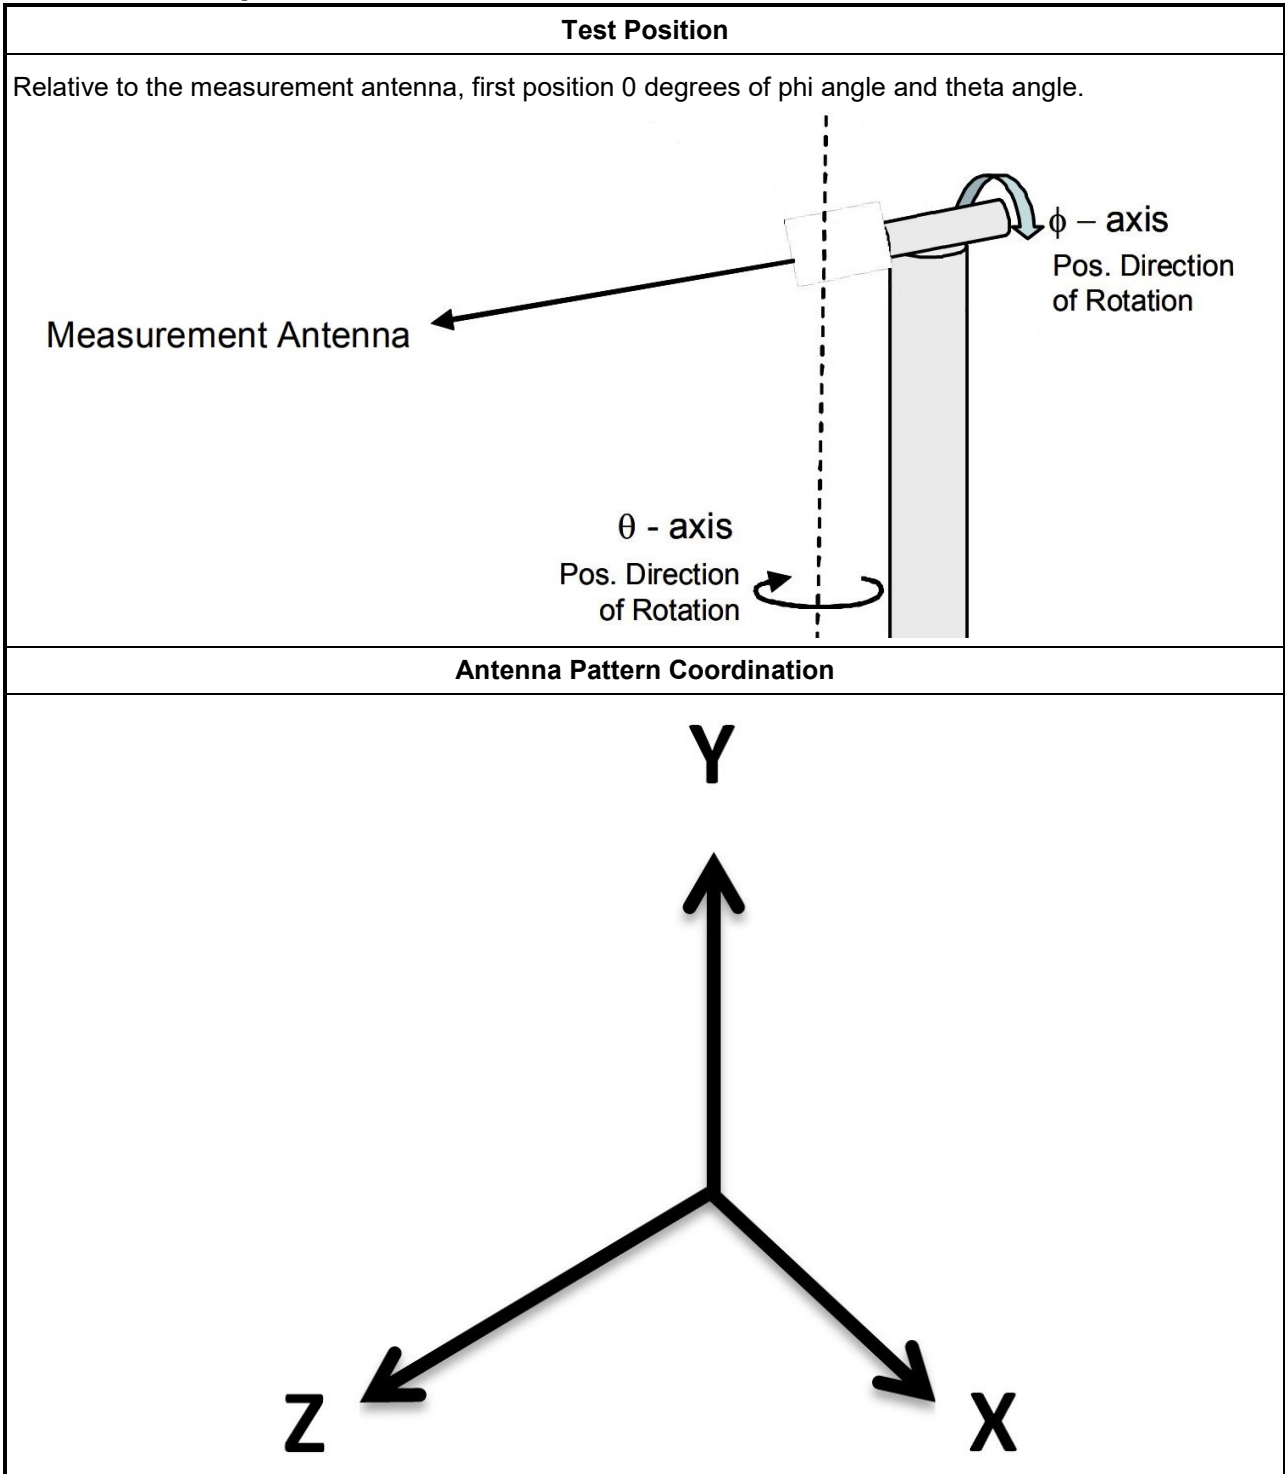 Test Position
Relative to the measurement antenna, first position 0 degrees of phi angle and theta angle.
ϕ – axis
Pos. Direction
of Rotation
Measurement Antenna
θ - axis
Pos. Direction
of Rotation
Antenna Pattern Coordination
Y
Z
X